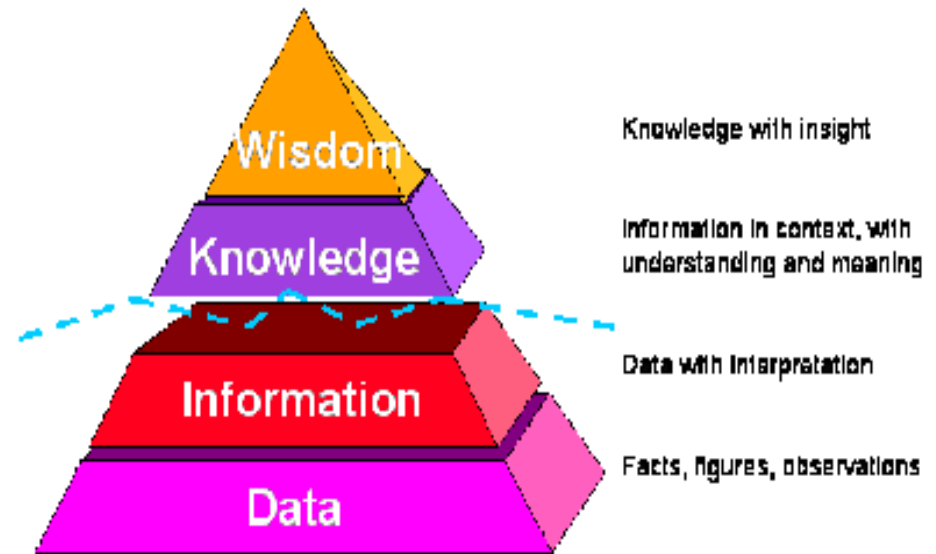 Wisdom
Knowledge with insight
Knowledge
Information in context, with
understanding and meaning
Information
Data with interpretation
Data
Facts, figures, observations